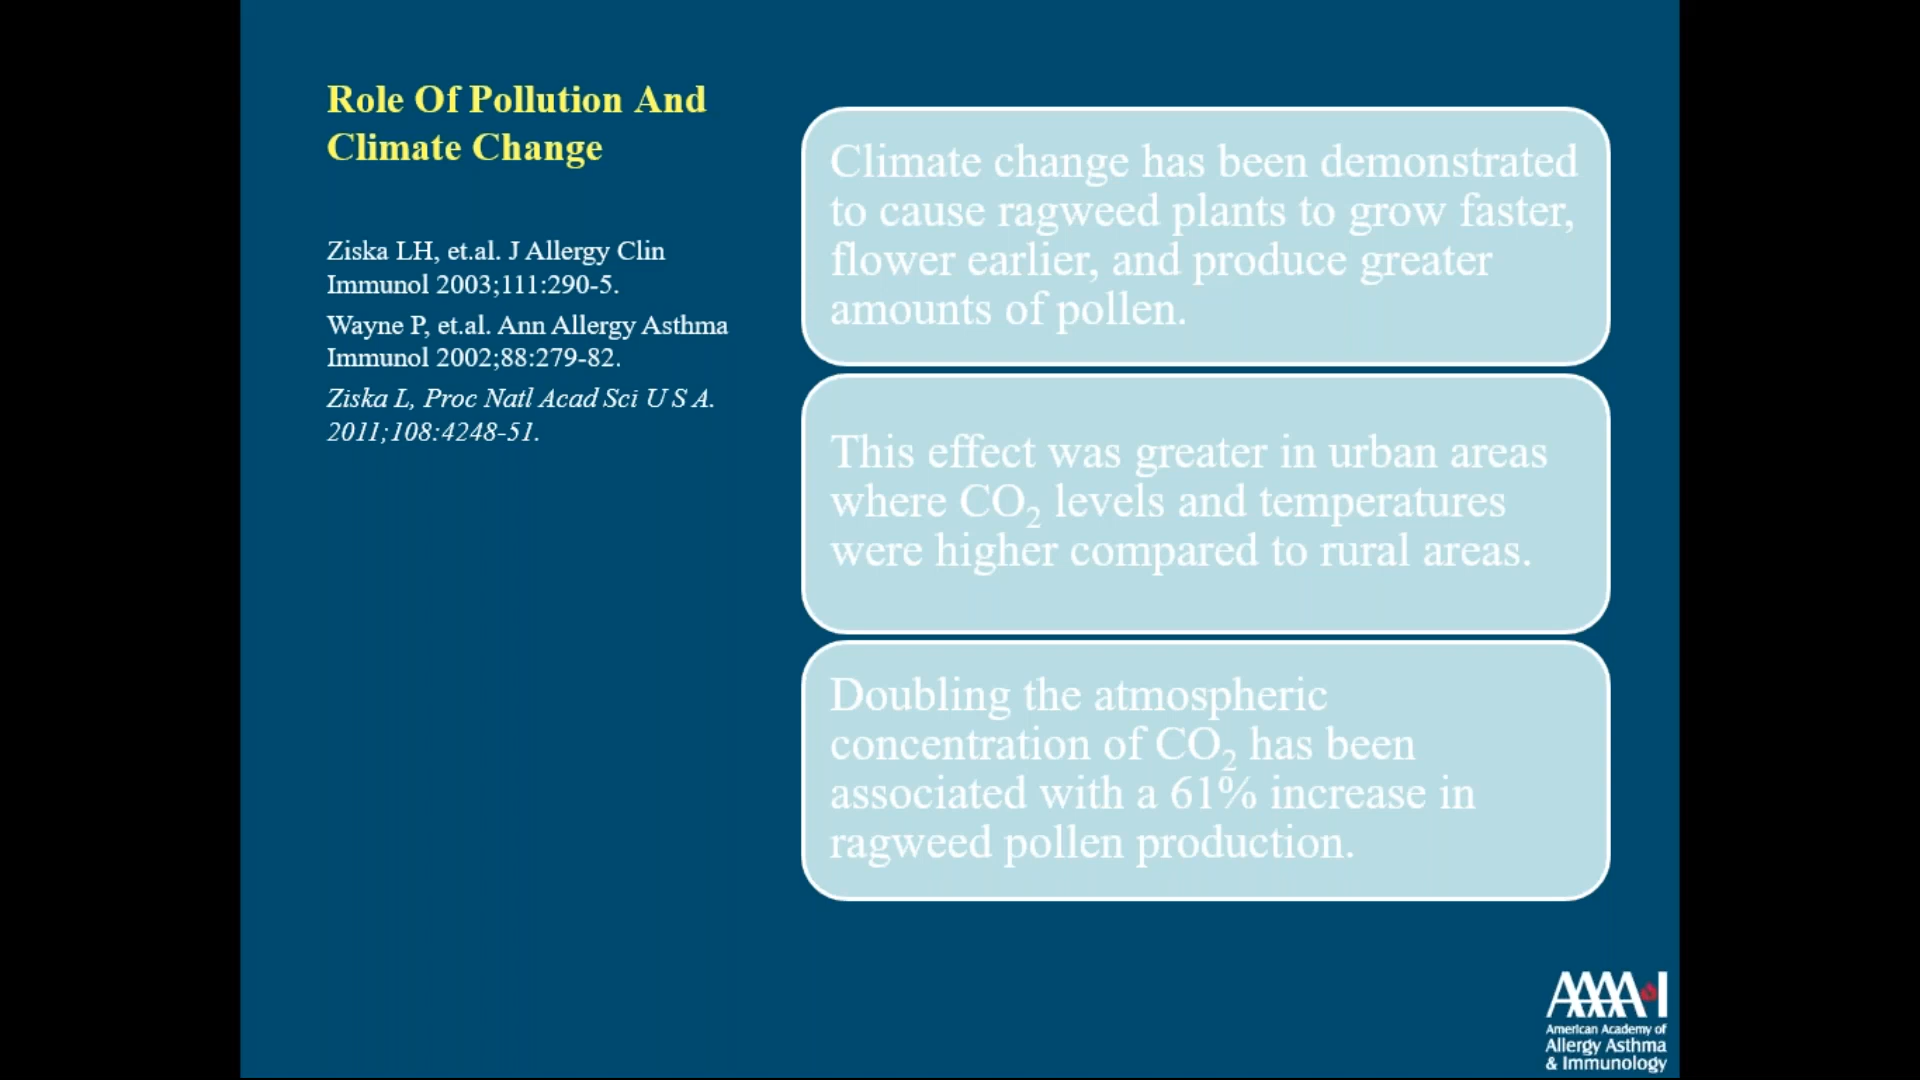 Role Of Pollution And
Climate Change
Ziska LH, et.al. J Allergy Clin
Immunol 2003;111:290-5.
Wayne P, et.al. Ann Allergy Asthma
Immunol 2002;88:279-82.
Ziska L, Proc Natl Acad Sci U S A.
2011;108:4248-51.
Climate change has been demonstrated
to cause ragweed plants to grow faster,
flower earlier, and produce greater
amounts of pollen.
This effect was greater in urban areas
where CO₂ levels and temperatures
were higher compared to rural areas.
Doubling the atmospheric
concentration of CO₂ has been
associated with a 61% increase in
ragweed pollen production.
AAAAI
American Academy of
Allergy Asthma
& Immunology